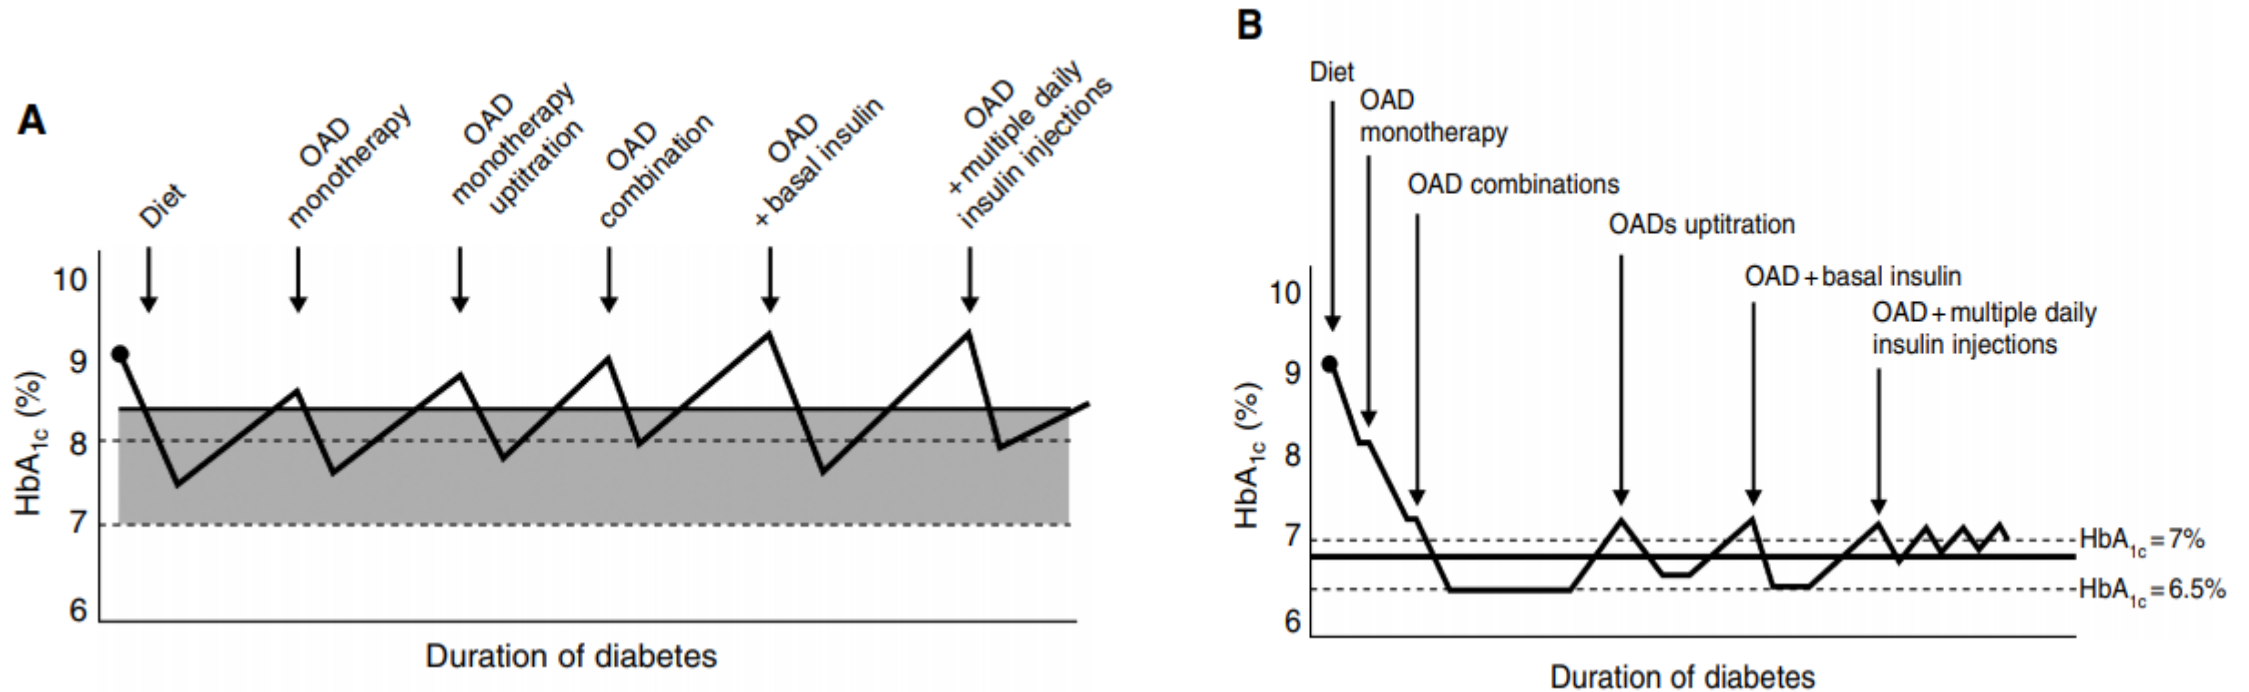 A
Diet
OAD
monotherapy
OAD
monotherapy
uptitration
OAD
combination
OAD
+ basal insulin
OAD
+ multiple daily
insulin injections
10
9
8
7
6
HbA1c (%)
Duration of diabetes
B
Diet
OAD
monotherapy
OAD combinations
OADs uptitration
OAD + basal insulin
OAD + multiple daily
insulin injections
10
9
8
7
6
HbA1c (%)
HbA1c = 7%
HbA1c = 6.5%
Duration of diabetes